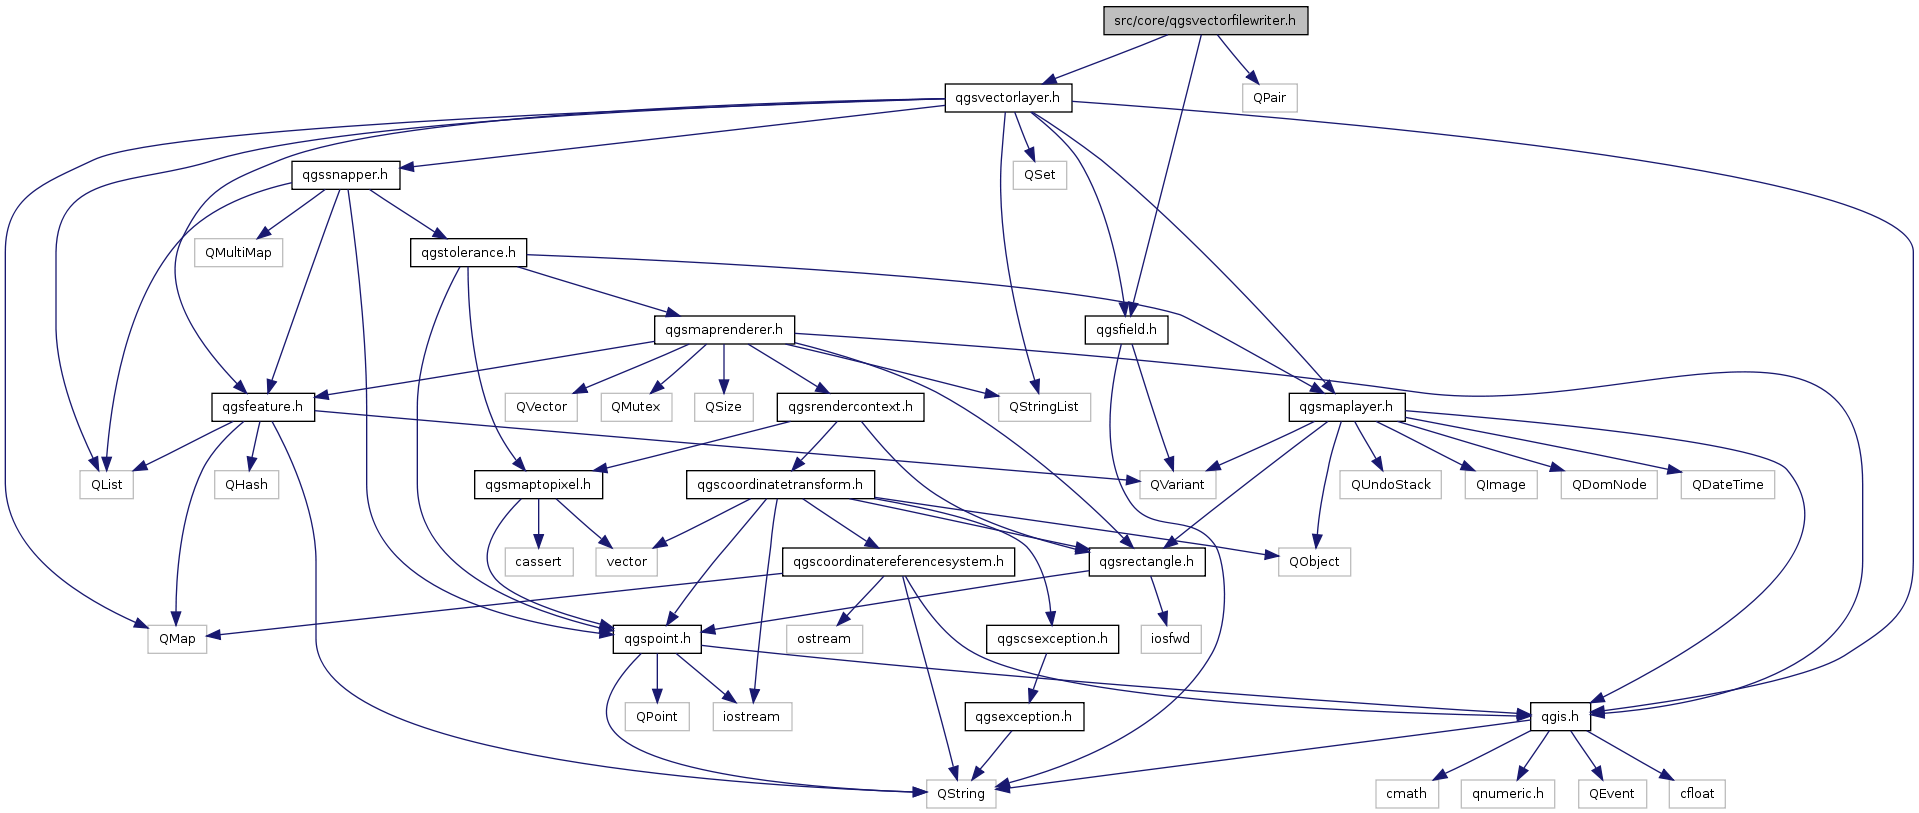 src/core/qgsvectorfilewriter.h
qgsvectorlayer.h
QPair
qgssnapper.h
QSet
QMultiMap
qgstolerance.h
qgsmaprenderer.h
qgsfield.h
qgsfeature.h
QVector
QMutex
QSize
qgsrendercontext.h
QStringList
qgsmaplayer.h
QList
QHash
qgsmaptopixel.h
qgscoordinatetransform.h
QVariant
QUndoStack
QImage
QDomNode
QDateTime
cassert
vector
qgscoordinatereferencesystem.h
qgsrectangle.h
QObject
QMap
qgspoint.h
ostream
qgscsexception.h
iosfwd
QPoint
iostream
qgsexception.h
qgis.h
QString
cmath
qnumeric.h
QEvent
cfloat